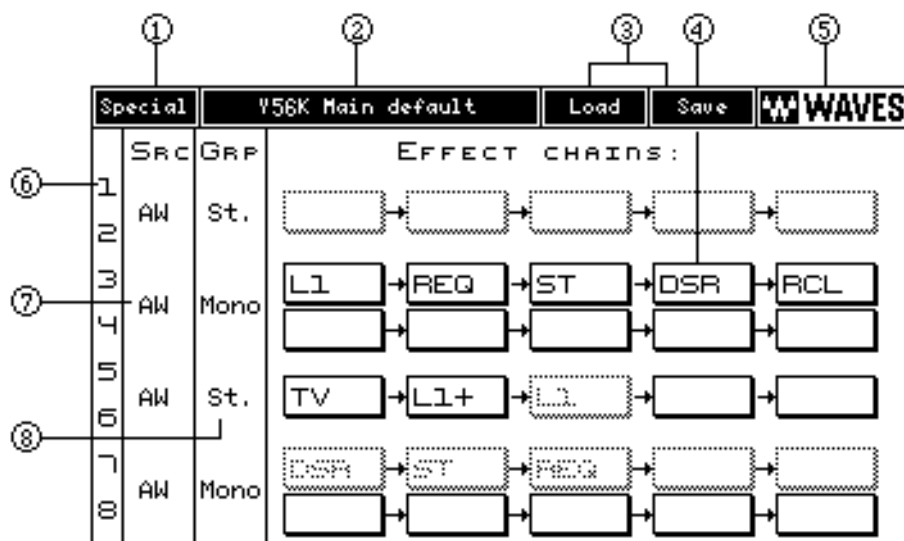 ① ② ③ ④ ⑤
Special Y56K Main default Load Save WAVES
SRC GRP EFFECT CHAINS:
⑥ 1
AW St.
2
3 L1 REQ ST DSR RCL
⑦ AW Mono
4
5
AW St. TV L1+ L1
6
⑧
7 DSR ST REQ
AW Mono
8